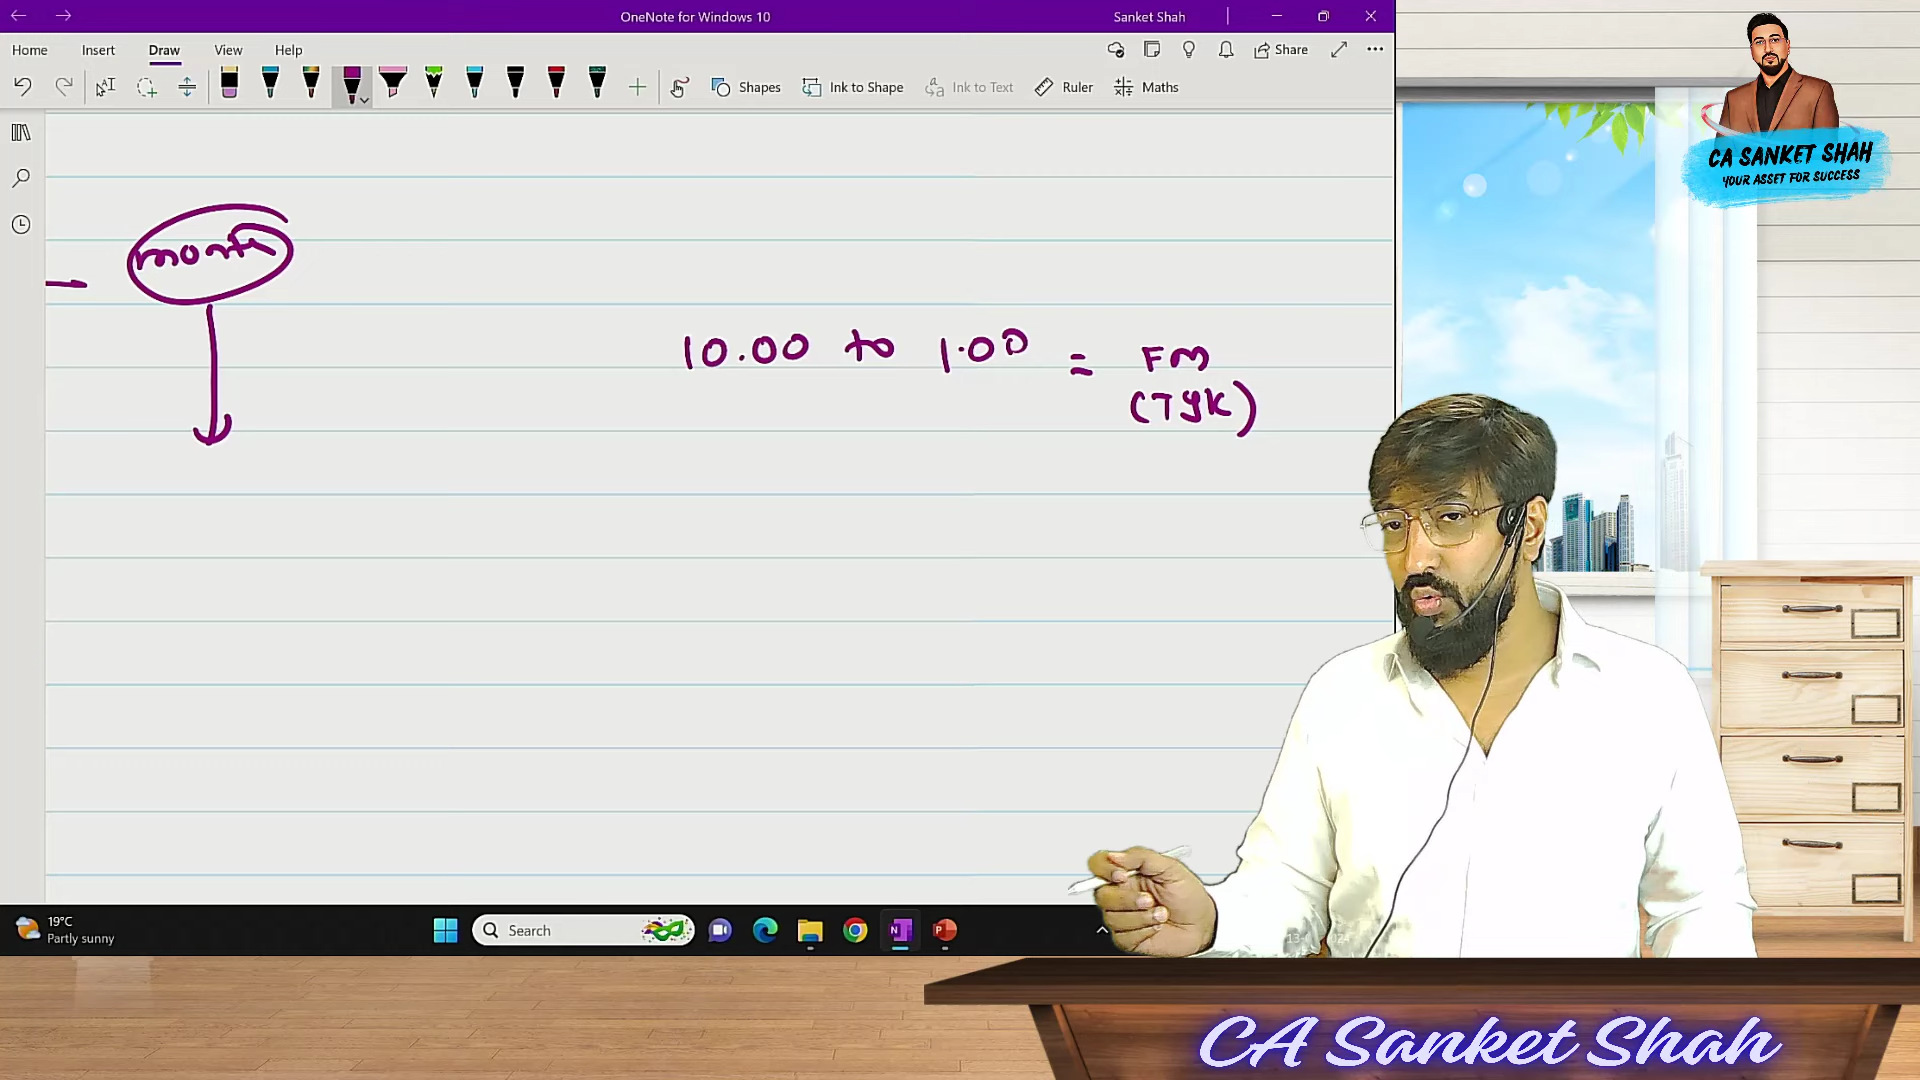 OneNote for Windows 10
Sanket Shah
Home Insert Draw View Help
Share
Shapes Ink to Shape Ink to Text Ruler Maths
CA SANKET SHAH
YOUR ASSET FOR SUCCESS
month
10.00 to 1.00 = FM
(TYK)
19°C
Partly sunny
Search
CA Sanket Shah